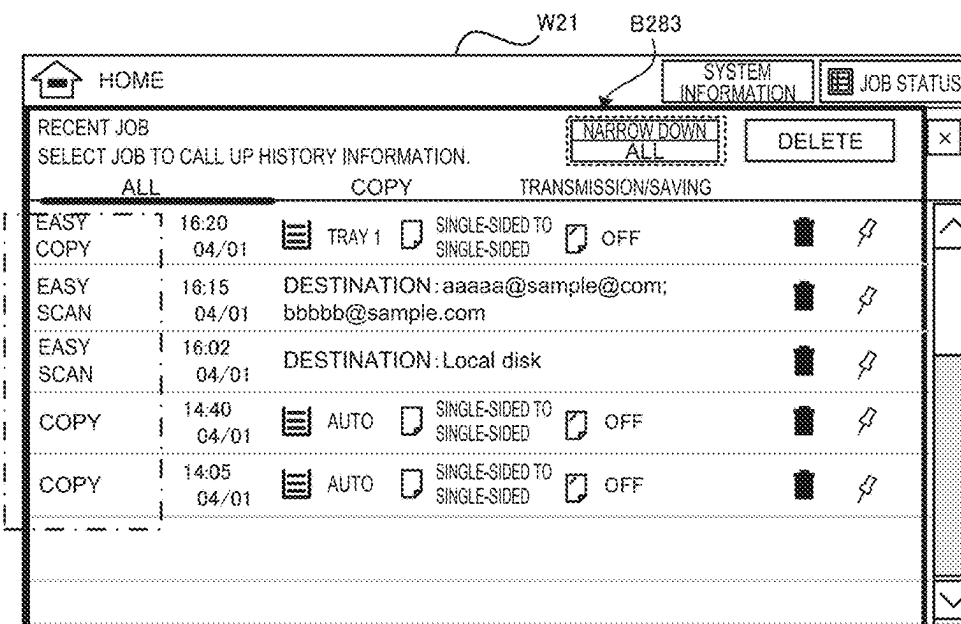 W21 B283
HOME
SYSTEM
INFORMATION
JOB STATUS
RECENT JOB
SELECT JOB TO CALL UP HISTORY INFORMATION.
NARROW DOWN
ALL
DELETE
×
ALL COPY TRANSMISSION/SAVING
EASY
COPY
16:20
04/01
TRAY 1
SINGLE-SIDED TO
SINGLE-SIDED
OFF
EASY
SCAN
16:15
04/01
DESTINATION:aaaaa@sample@com;
bbbbb@sample.com
EASY
SCAN
16:02
04/01
DESTINATION:Local disk
COPY
14:40
04/01
AUTO
SINGLE-SIDED TO
SINGLE-SIDED
OFF
COPY
14:05
04/01
AUTO
SINGLE-SIDED TO
SINGLE-SIDED
OFF